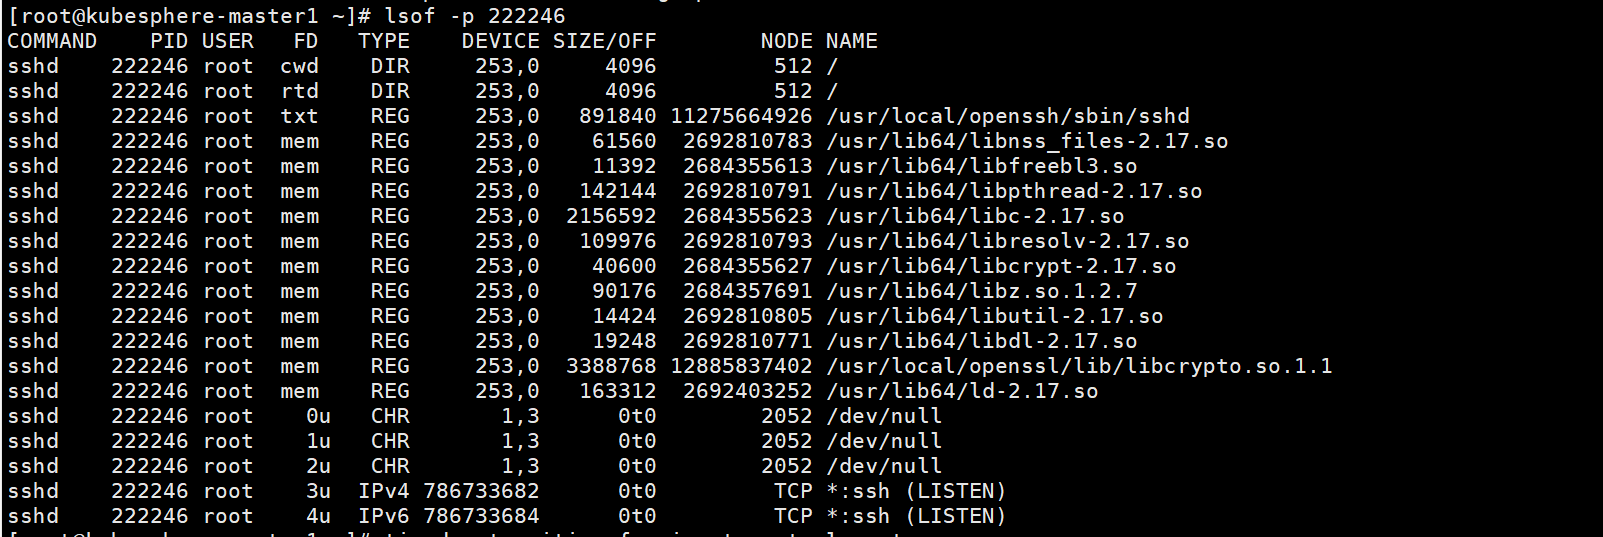 [root@kubesphere-master1 ~]# lsof -p 222246
COMMAND    PID USER   FD   TYPE    DEVICE SIZE/OFF        NODE NAME
sshd    222246 root  cwd    DIR     253,0     4096         512 /
sshd    222246 root  rtd    DIR     253,0     4096         512 /
sshd    222246 root  txt    REG     253,0   891840 11275664926 /usr/local/openssh/sbin/sshd
sshd    222246 root  mem    REG     253,0    61560  2692810783 /usr/lib64/libnss_files-2.17.so
sshd    222246 root  mem    REG     253,0    11392  2684355613 /usr/lib64/libfreebl3.so
sshd    222246 root  mem    REG     253,0   142144  2692810791 /usr/lib64/libpthread-2.17.so
sshd    222246 root  mem    REG     253,0  2156592  2684355623 /usr/lib64/libc-2.17.so
sshd    222246 root  mem    REG     253,0   109976  2692810793 /usr/lib64/libresolv-2.17.so
sshd    222246 root  mem    REG     253,0    40600  2684355627 /usr/lib64/libcrypt-2.17.so
sshd    222246 root  mem    REG     253,0    90176  2684357691 /usr/lib64/libz.so.1.2.7
sshd    222246 root  mem    REG     253,0    14424  2692810805 /usr/lib64/libutil-2.17.so
sshd    222246 root  mem    REG     253,0    19248  2692810771 /usr/lib64/libdl-2.17.so
sshd    222246 root  mem    REG     253,0  3388768 12885837402 /usr/local/openssl/lib/libcrypto.so.1.1
sshd    222246 root  mem    REG     253,0   163312  2692403252 /usr/lib64/ld-2.17.so
sshd    222246 root    0u   CHR       1,3      0t0        2052 /dev/null
sshd    222246 root    1u   CHR       1,3      0t0        2052 /dev/null
sshd    222246 root    2u   CHR       1,3      0t0        2052 /dev/null
sshd    222246 root    3u  IPv4 786733682      0t0         TCP *:ssh (LISTEN)
sshd    222246 root    4u  IPv6 786733684      0t0         TCP *:ssh (LISTEN)